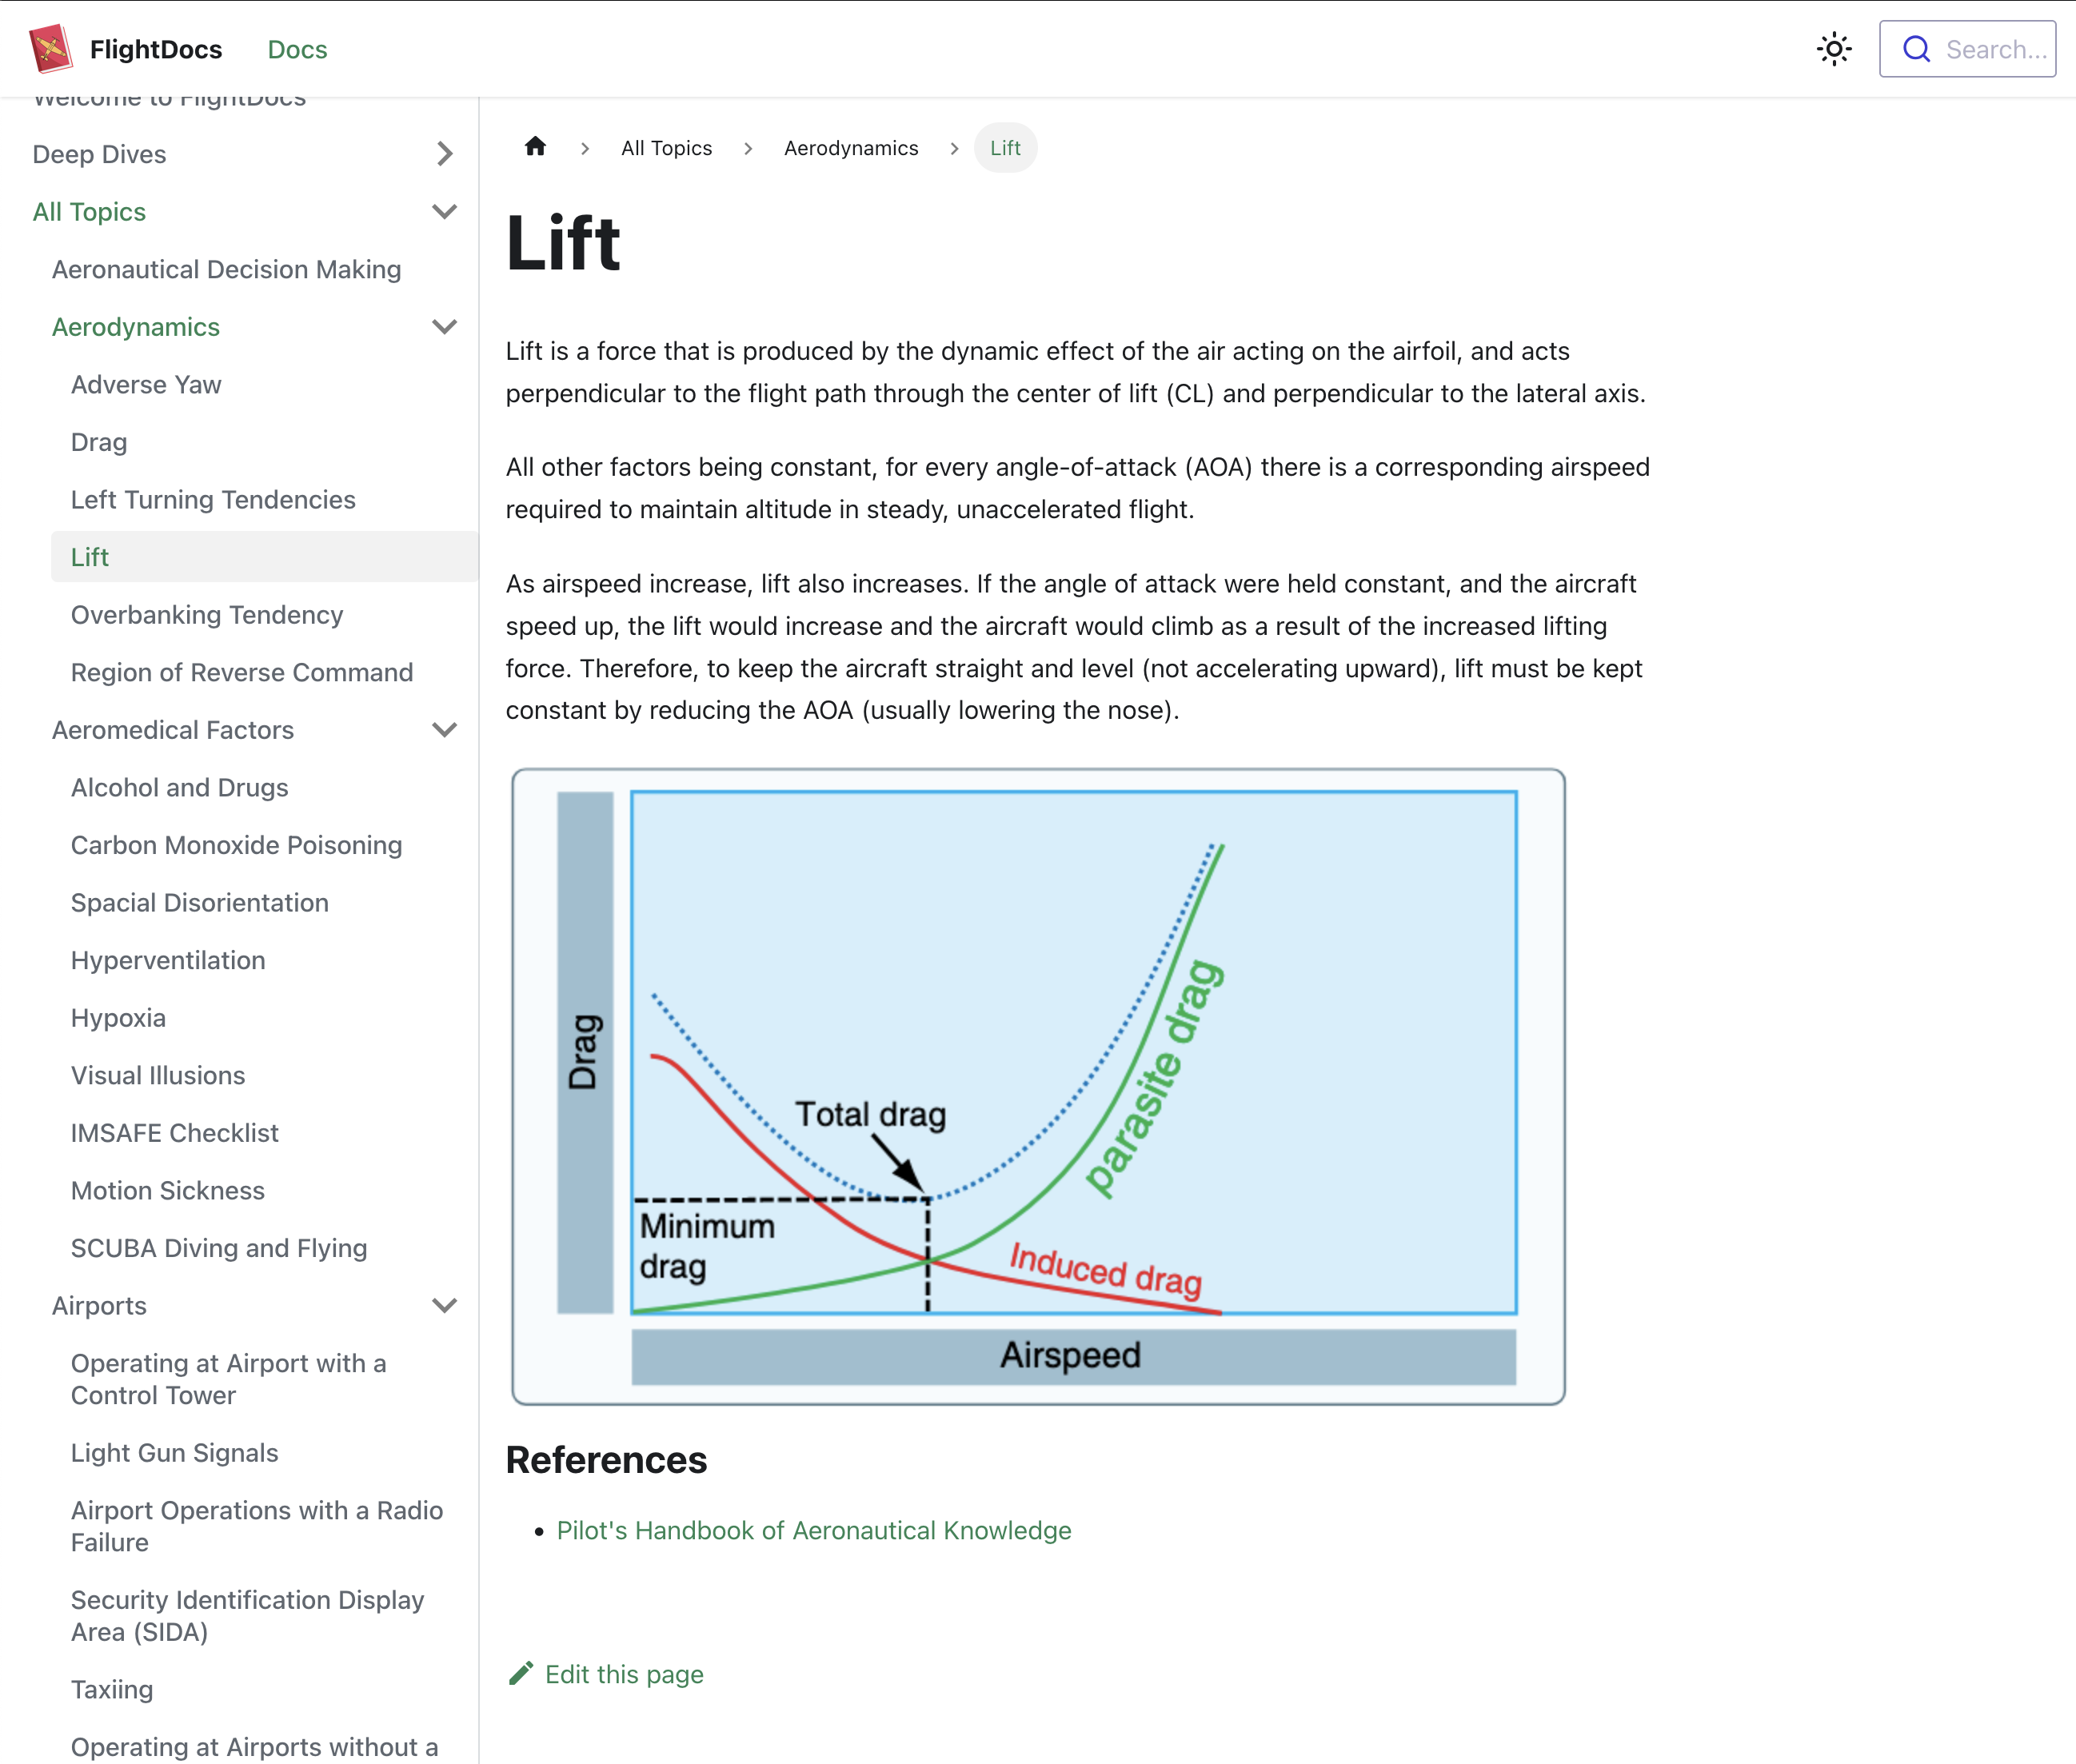 FlightDocs
Docs
Search...
Welcome to FlightDocs
Deep Dives
All Topics
Aeronautical Decision Making
Aerodynamics
Adverse Yaw
Drag
Left Turning Tendencies
Lift
Overbanking Tendency
Region of Reverse Command
Aeromedical Factors
Alcohol and Drugs
Carbon Monoxide Poisoning
Spacial Disorientation
Hyperventilation
Hypoxia
Visual Illusions
IMSAFE Checklist
Motion Sickness
SCUBA Diving and Flying
Airports
Operating at Airport with a
Control Tower
Light Gun Signals
Airport Operations with a Radio
Failure
Security Identification Display
Area (SIDA)
Taxiing
Operating at Airports without a
All Topics
Aerodynamics
Lift
Lift
Lift is a force that is produced by the dynamic effect of the air acting on the airfoil, and acts
perpendicular to the flight path through the center of lift (CL) and perpendicular to the lateral axis.
All other factors being constant, for every angle-of-attack (AOA) there is a corresponding airspeed
required to maintain altitude in steady, unaccelerated flight.
As airspeed increase, lift also increases. If the angle of attack were held constant, and the aircraft
speed up, the lift would increase and the aircraft would climb as a result of the increased lifting
force. Therefore, to keep the aircraft straight and level (not accelerating upward), lift must be kept
constant by reducing the AOA (usually lowering the nose).
Drag
Total drag
parasite drag
Minimum
drag
Induced drag
Airspeed
References
Pilot's Handbook of Aeronautical Knowledge
Edit this page